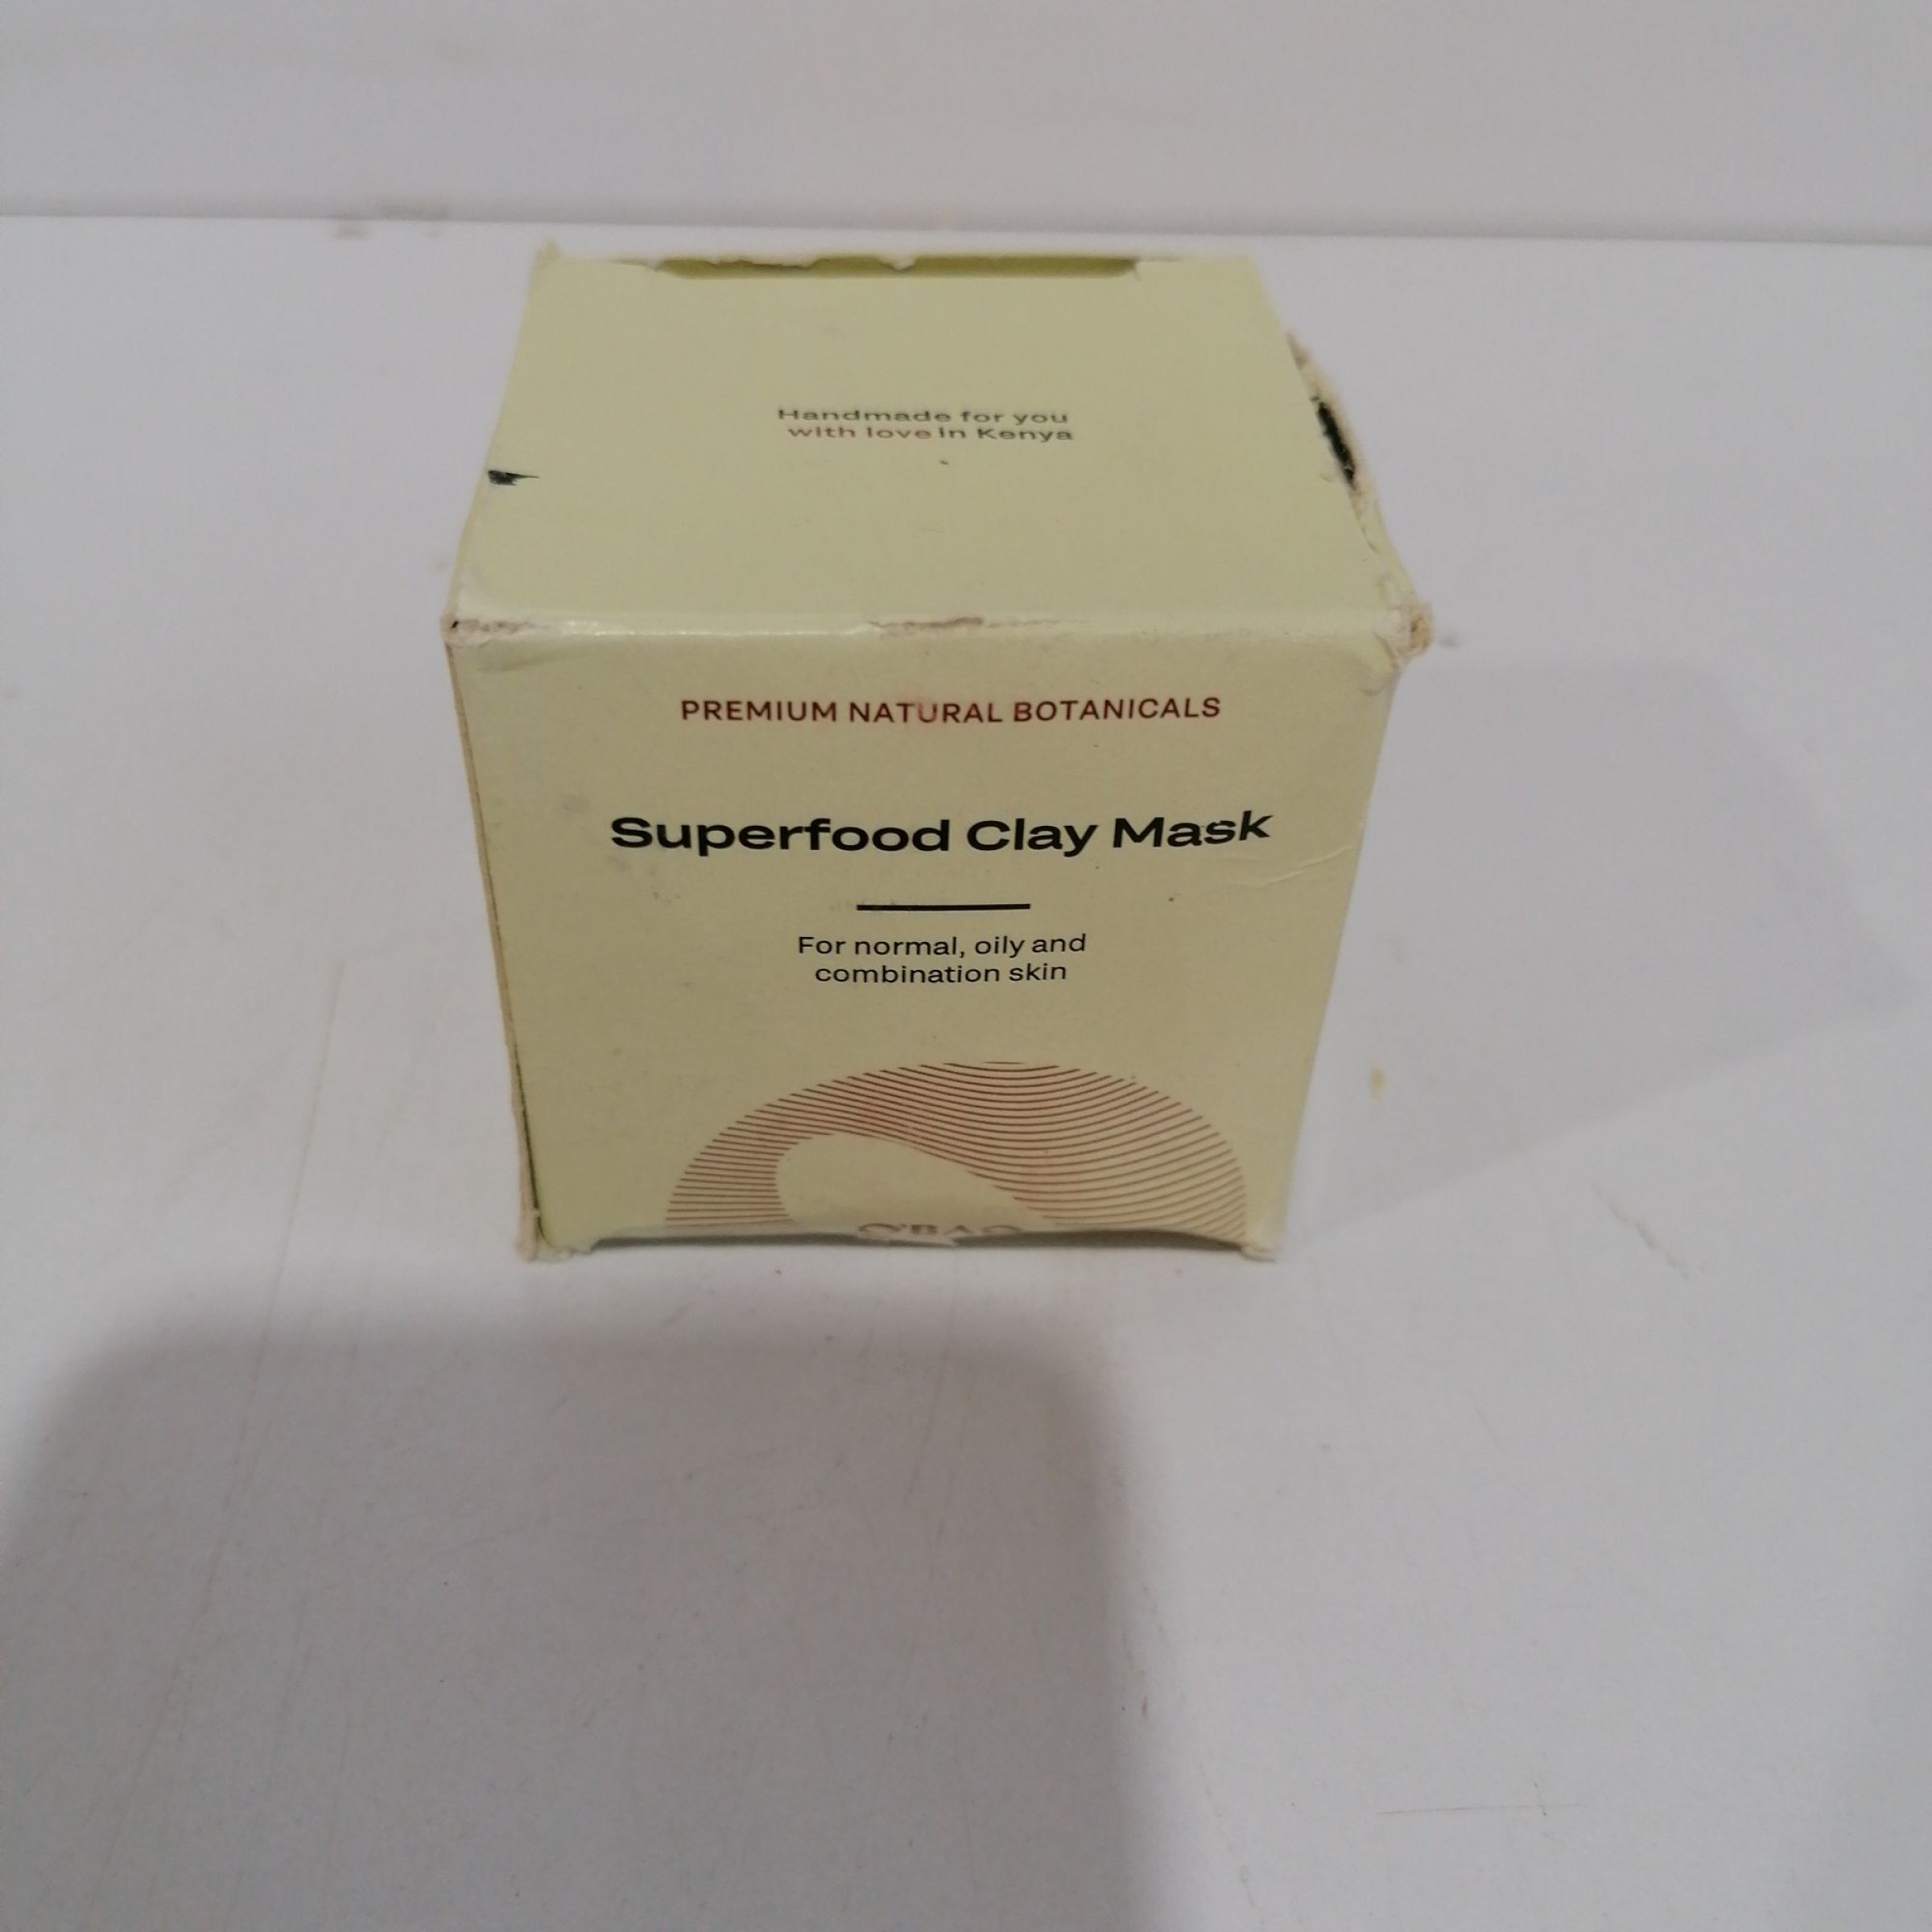 Handmade for you
with love in Kenya
PREMIUM NATURAL BOTANICALS
Superfood Clay Mask
For normal, oily and
combination skin